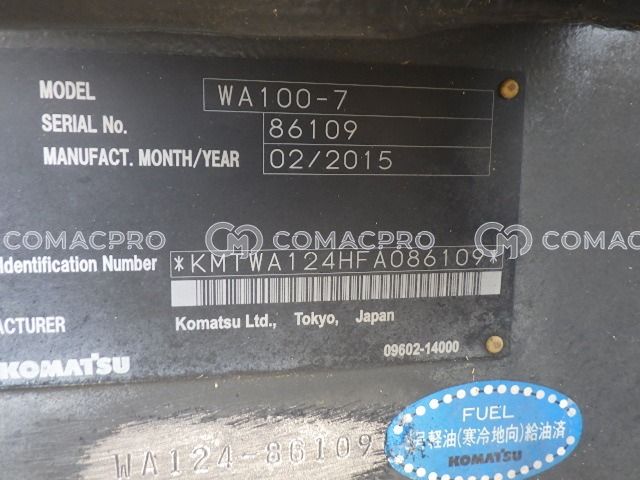 MODEL WA100-7
SERIAL No. 86109
MANUFACT. MONTH/YEAR 02/2015
COMACPRO COMACPRO COMACPRO
Identification Number *KMTWA124HFA086109*
ACTURER Komatsu Ltd., Tokyo, Japan
09602-14000
KOMATSU
FUEL
軽油(寒冷地向)給油済
KOMATSU
WA124-86109